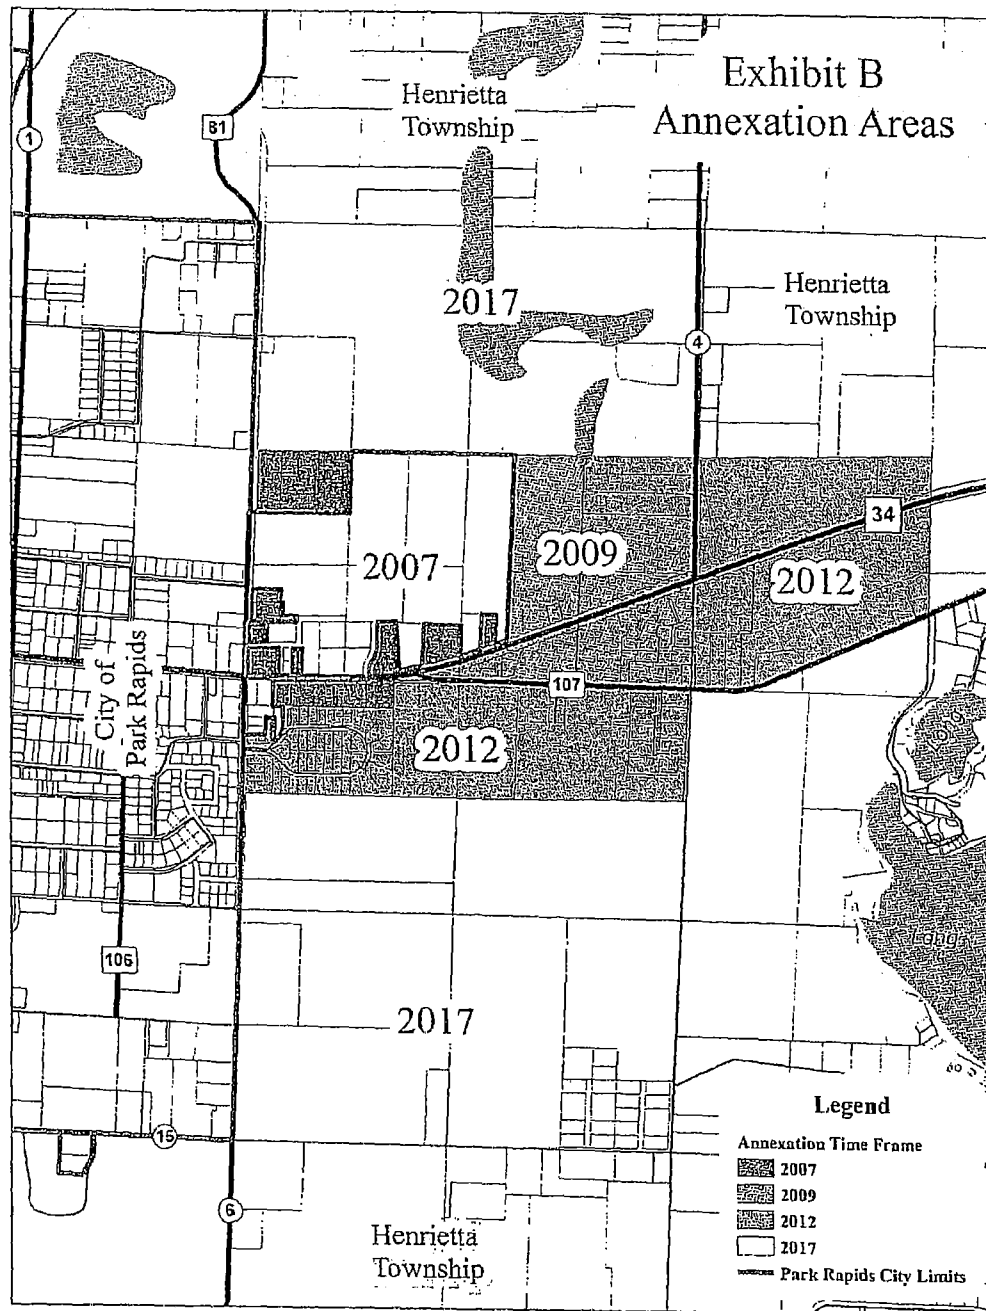 Exhibit B
Annexation Areas
Henrietta
Township
1
81
2017
Henrietta
Township
4
34
2007
2009
2012
City of
Park Rapids
107
2012
Long
Long
106
2017
15
6
Henrietta
Township
Legend
Annexation Time Frame
2007
2009
2012
2017
Park Rapids City Limits